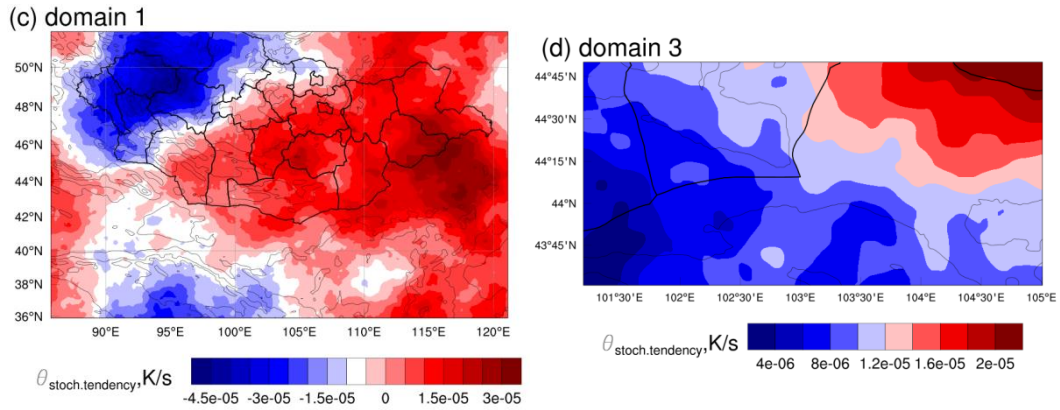 (c) domain 1
50°N
48°N
46°N
44°N
42°N
40°N
38°N
36°N
90°E 95°E 100°E 105°E 110°E 115°E 120°E
θstoch.tendency,K/s
-4.5e-05 -3e-05 -1.5e-05 0 1.5e-05 3e-05
(d) domain 3
44°45'E
44°30'E
44°15'E
44°E
43°45'E
101°30'E 102°E 102°30'E 103°E 103°30'E 104°E 104°30'E 105°E
θstoch.tendency,K/s
4e-06 8e-06 1.2e-05 1.6e-05 2e-05